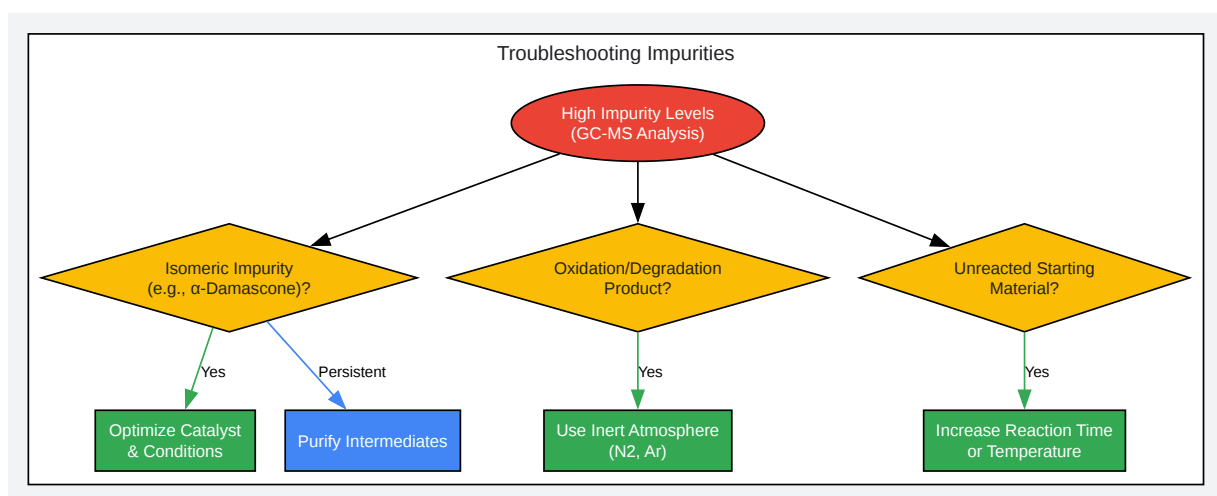 Troubleshooting Impurities
High Impurity Levels
(GC-MS Analysis)
Isomeric Impurity
(e.g., α-Damascone)?
Oxidation/Degradation
Product?
Unreacted Starting
Material?
Yes
Persistent
Yes
Yes
Optimize Catalyst
& Conditions
Purify Intermediates
Use Inert Atmosphere
(N2, Ar)
Increase Reaction Time
or Temperature